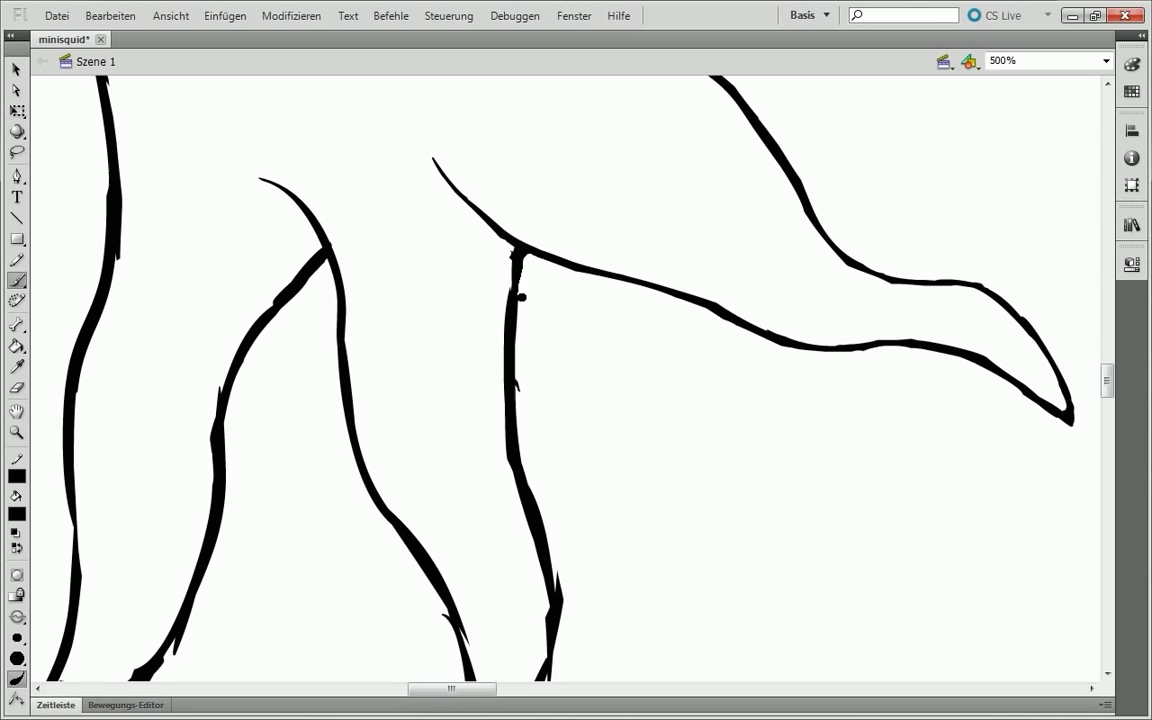 Fl Datei Bearbeiten Ansicht Einfügen Modifizieren Text Befehle Steuerung Debuggen Fenster Hilfe Basis CS Live
minisquid*
Szene 1 500%
T
Zeitleiste Bewegungs-Editor